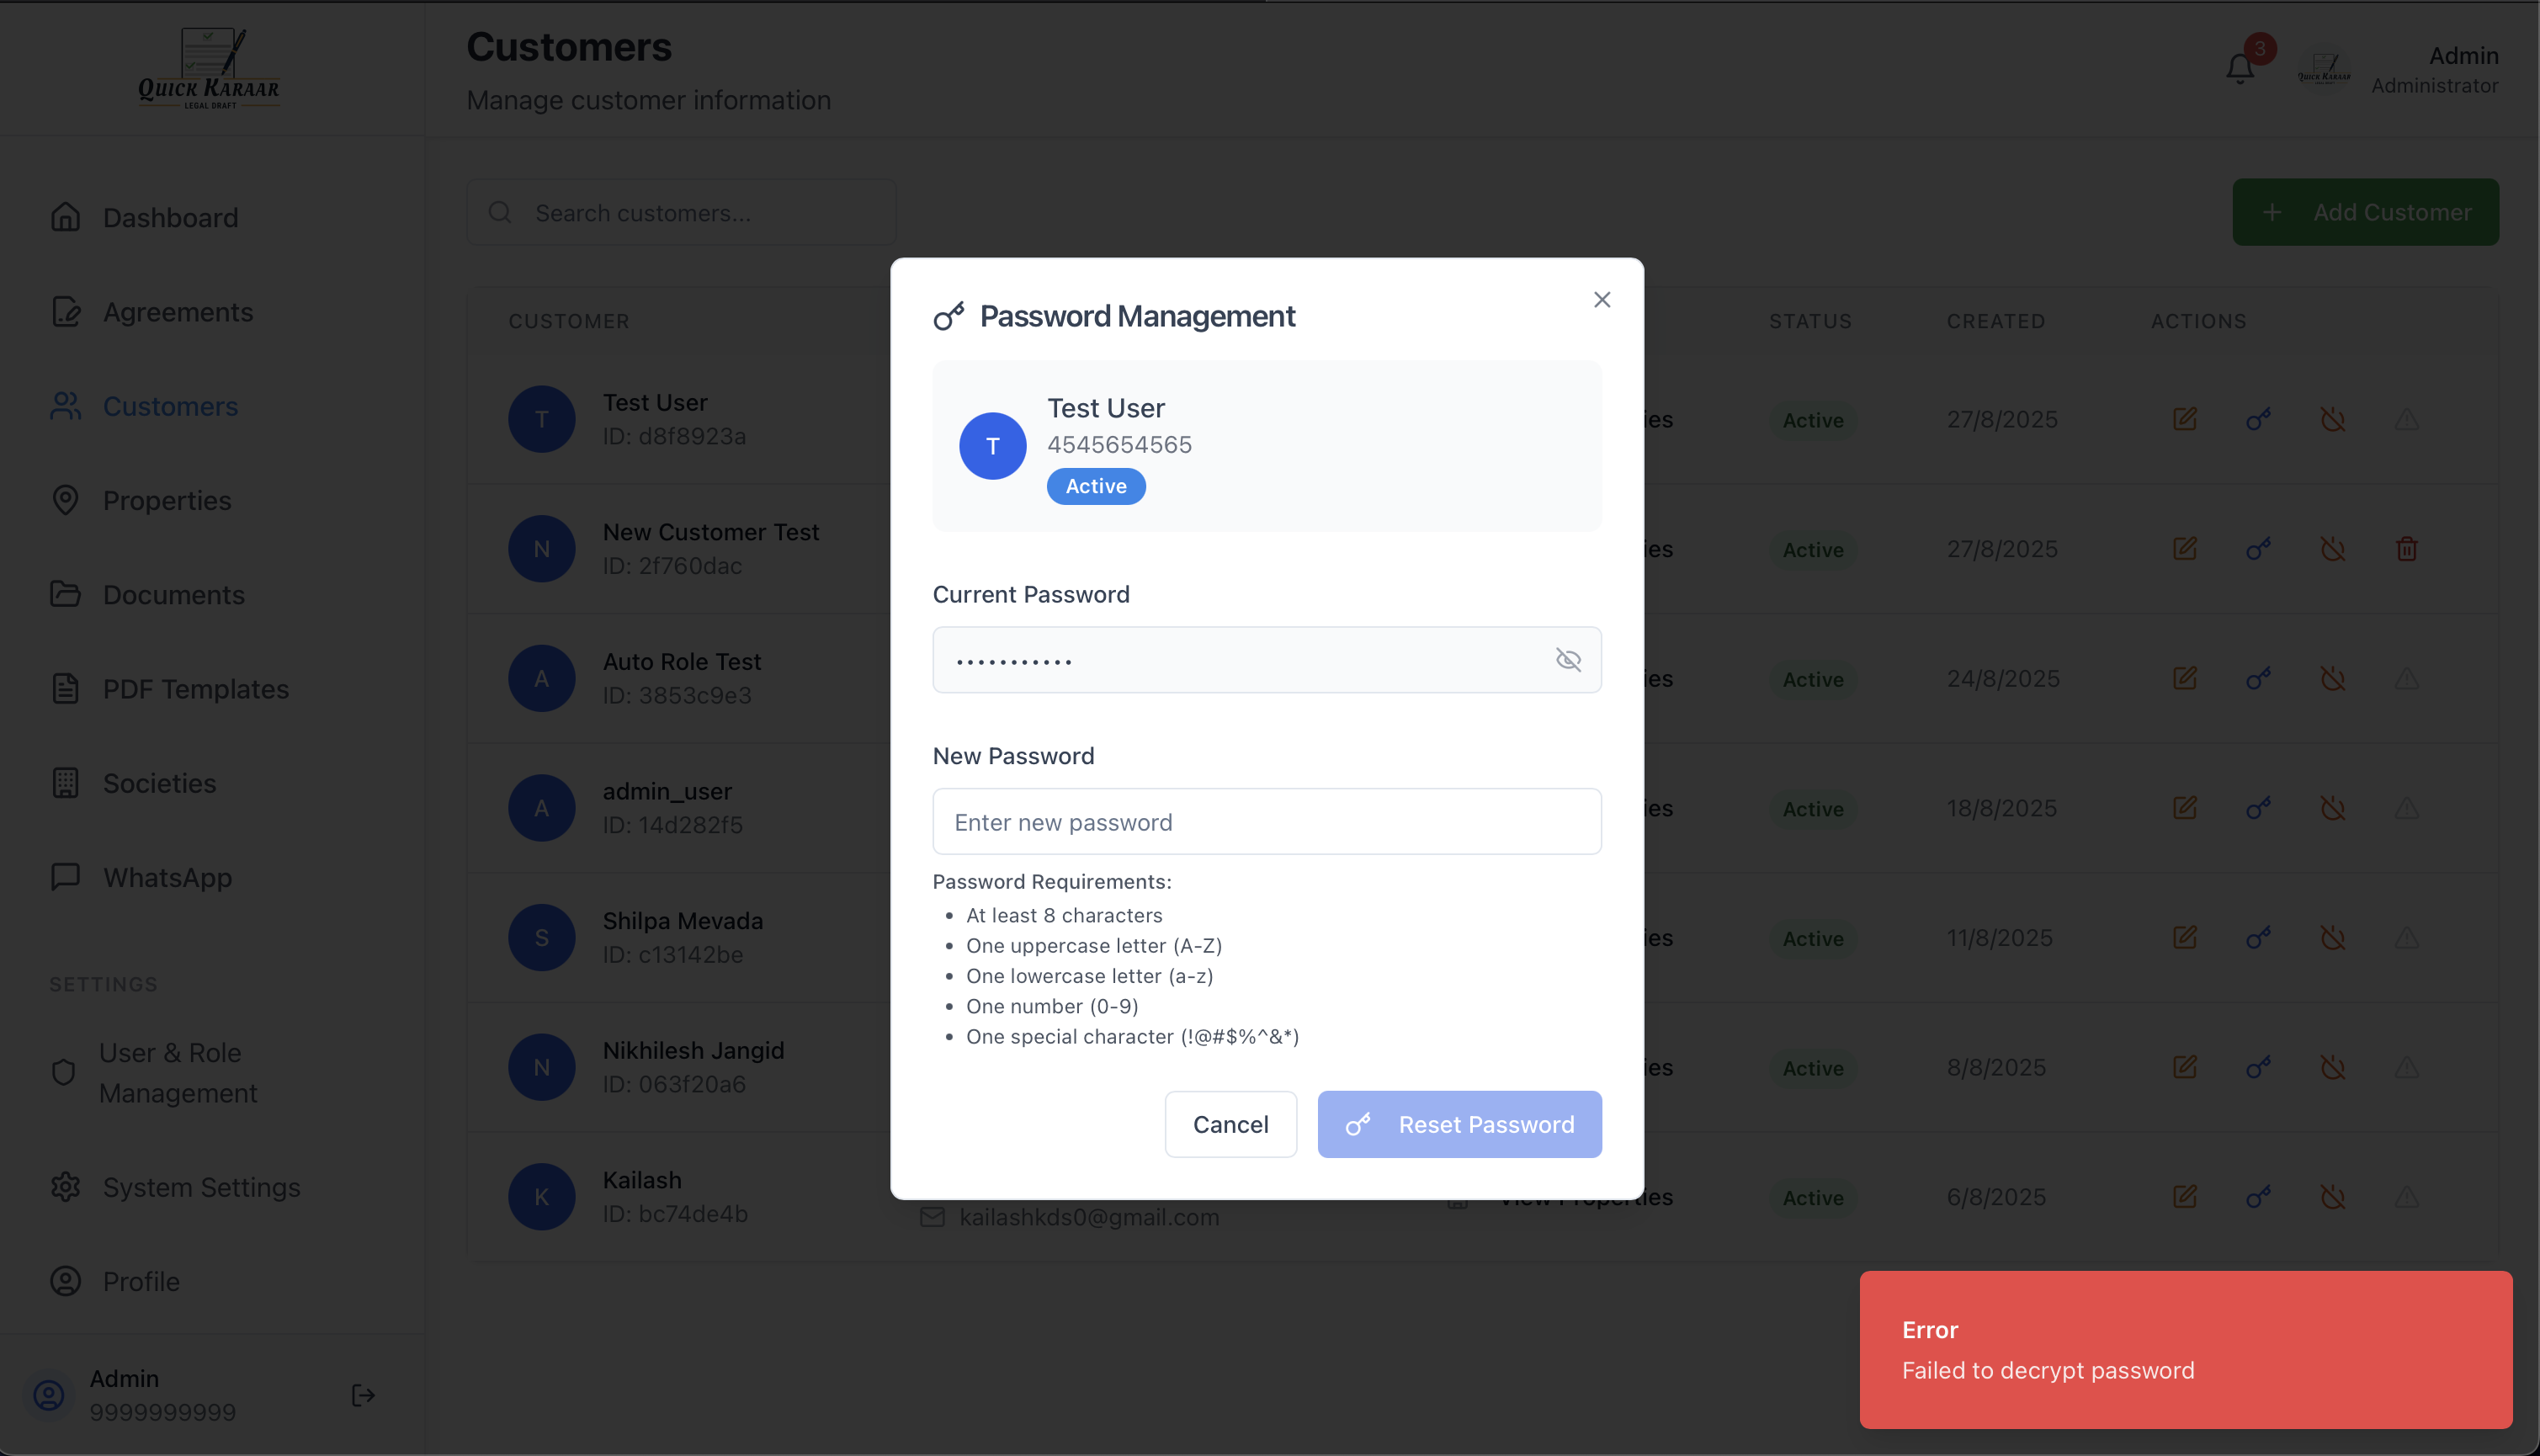 QUICK KARAAR
LEGAL DRAFT
Dashboard
Agreements
Customers
Properties
Documents
PDF Templates
Societies
WhatsApp
SETTINGS
User & Role
Management
System Settings
Profile
Admin
9999999999
Customers
Manage customer information
3
QUICK KARAAR
Admin
Administrator
Search customers...
Add Customer
CUSTOMER
STATUS
CREATED
ACTIONS
T
Test User
ID: d8f8923a
ies
Active
27/8/2025
N
New Customer Test
ID: 2f760dac
ies
Active
27/8/2025
A
Auto Role Test
ID: 3853c9e3
ies
Active
24/8/2025
A
admin_user
ID: 14d282f5
ies
Active
18/8/2025
S
Shilpa Mevada
ID: c13142be
ies
Active
11/8/2025
N
Nikhilesh Jangid
ID: 063f20a6
ies
Active
8/8/2025
K
Kailash
ID: bc74de4b
kailashkds0@gmail.com
View Properties
Active
6/8/2025
Password Management
T
Test User
4545654565
Active
Current Password
•••••••••••
New Password
Enter new password
Password Requirements:
• At least 8 characters
• One uppercase letter (A-Z)
• One lowercase letter (a-z)
• One number (0-9)
• One special character (!@#$%^&*)
Cancel
Reset Password
Error
Failed to decrypt password